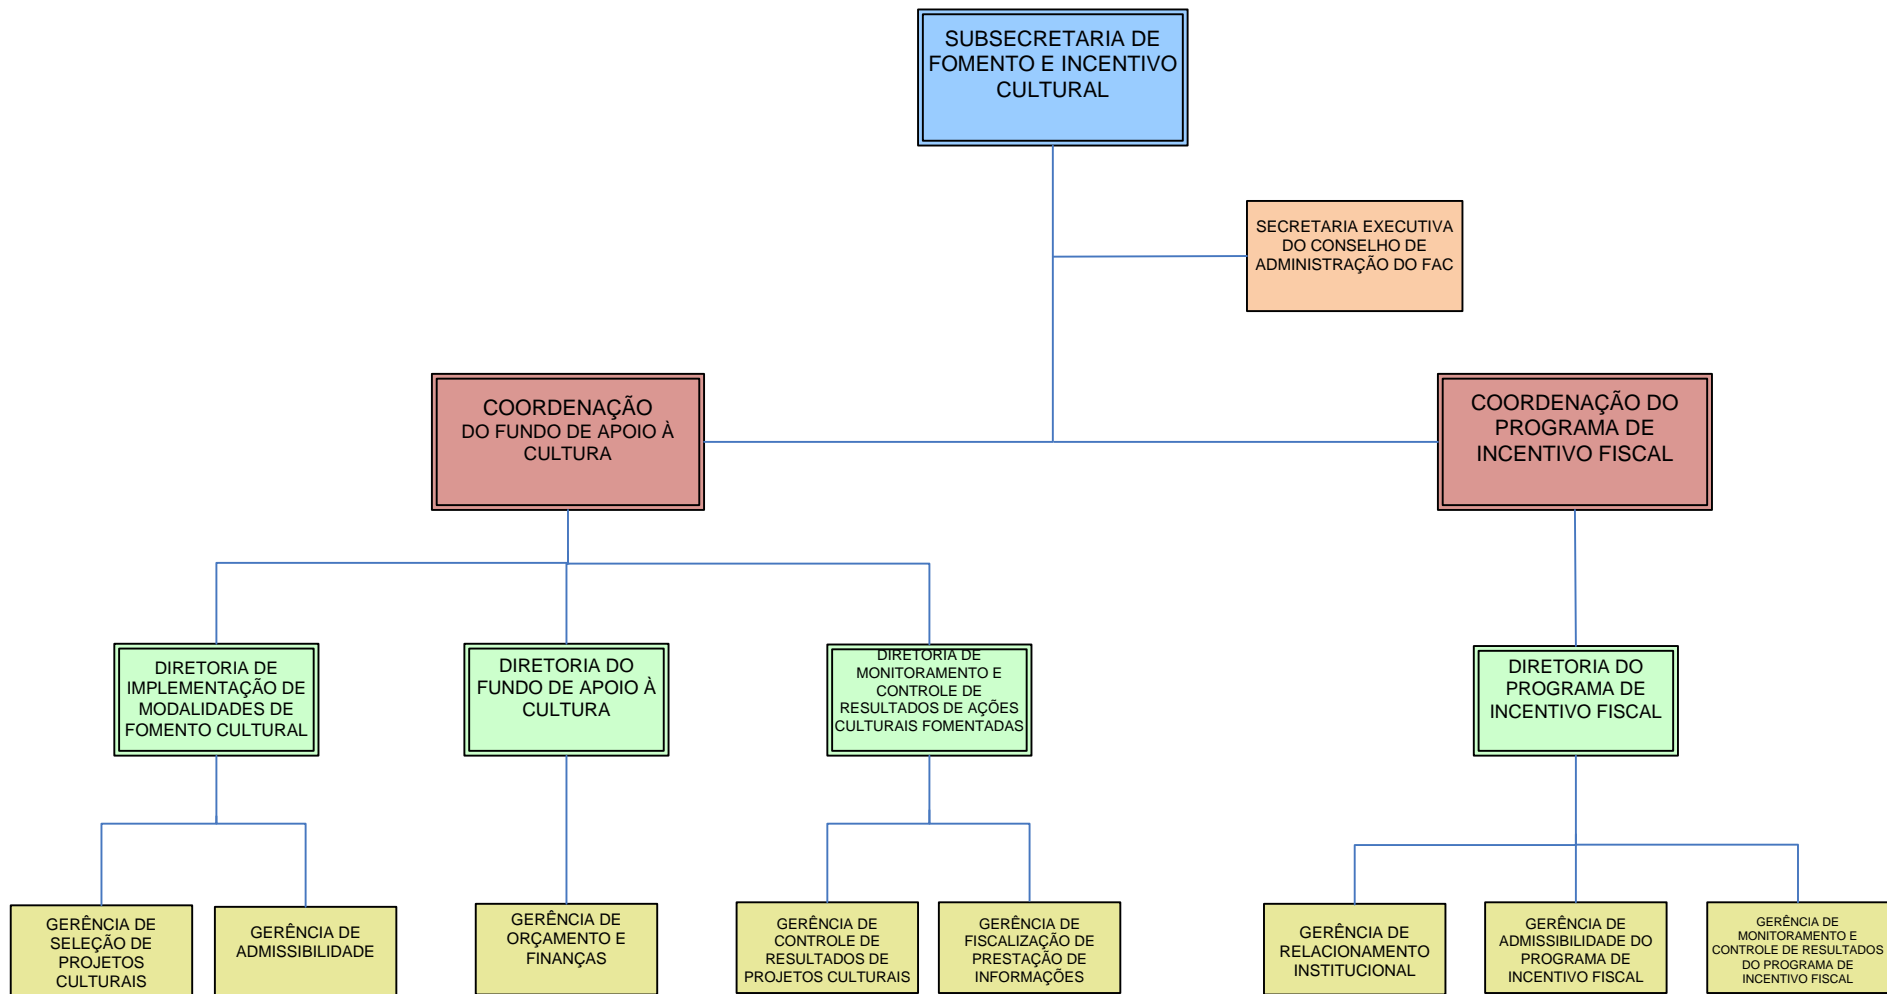 SUBSECRETARIA DE
FOMENTO E INCENTIVO
CULTURAL
SECRETARIA EXECUTIVA
DO CONSELHO DE
ADMINISTRAÇÃO DO FAC
COORDENAÇÃO
DO FUNDO DE APOIO À
CULTURA
COORDENAÇÃO DO
PROGRAMA DE
INCENTIVO FISCAL
DIRETORIA DE
IMPLEMENTAÇÃO DE
MODALIDADES DE
FOMENTO CULTURAL
DIRETORIA DO
FUNDO DE APOIO À
CULTURA
DIRETORIA DE
MONITORAMENTO E
CONTROLE DE
RESULTADOS DE AÇÕES
CULTURAIS FOMENTADAS
DIRETORIA DO
PROGRAMA DE
INCENTIVO FISCAL
GERÊNCIA DE
SELEÇÃO DE
PROJETOS
CULTURAIS
GERÊNCIA DE
ADMISSIBILIDADE
GERÊNCIA DE
ORÇAMENTO E
FINANÇAS
GERÊNCIA DE
CONTROLE DE
RESULTADOS DE
PROJETOS CULTURAIS
GERÊNCIA DE
FISCALIZAÇÃO DE
PRESTAÇÃO DE
INFORMAÇÕES
GERÊNCIA DE
RELACIONAMENTO
INSTITUCIONAL
GERÊNCIA DE
ADMISSIBILIDADE DO
PROGRAMA DE
INCENTIVO FISCAL
GERÊNCIA DE
MONITORAMENTO E
CONTROLE DE RESULTADOS
DO PROGRAMA DE
INCENTIVO FISCAL